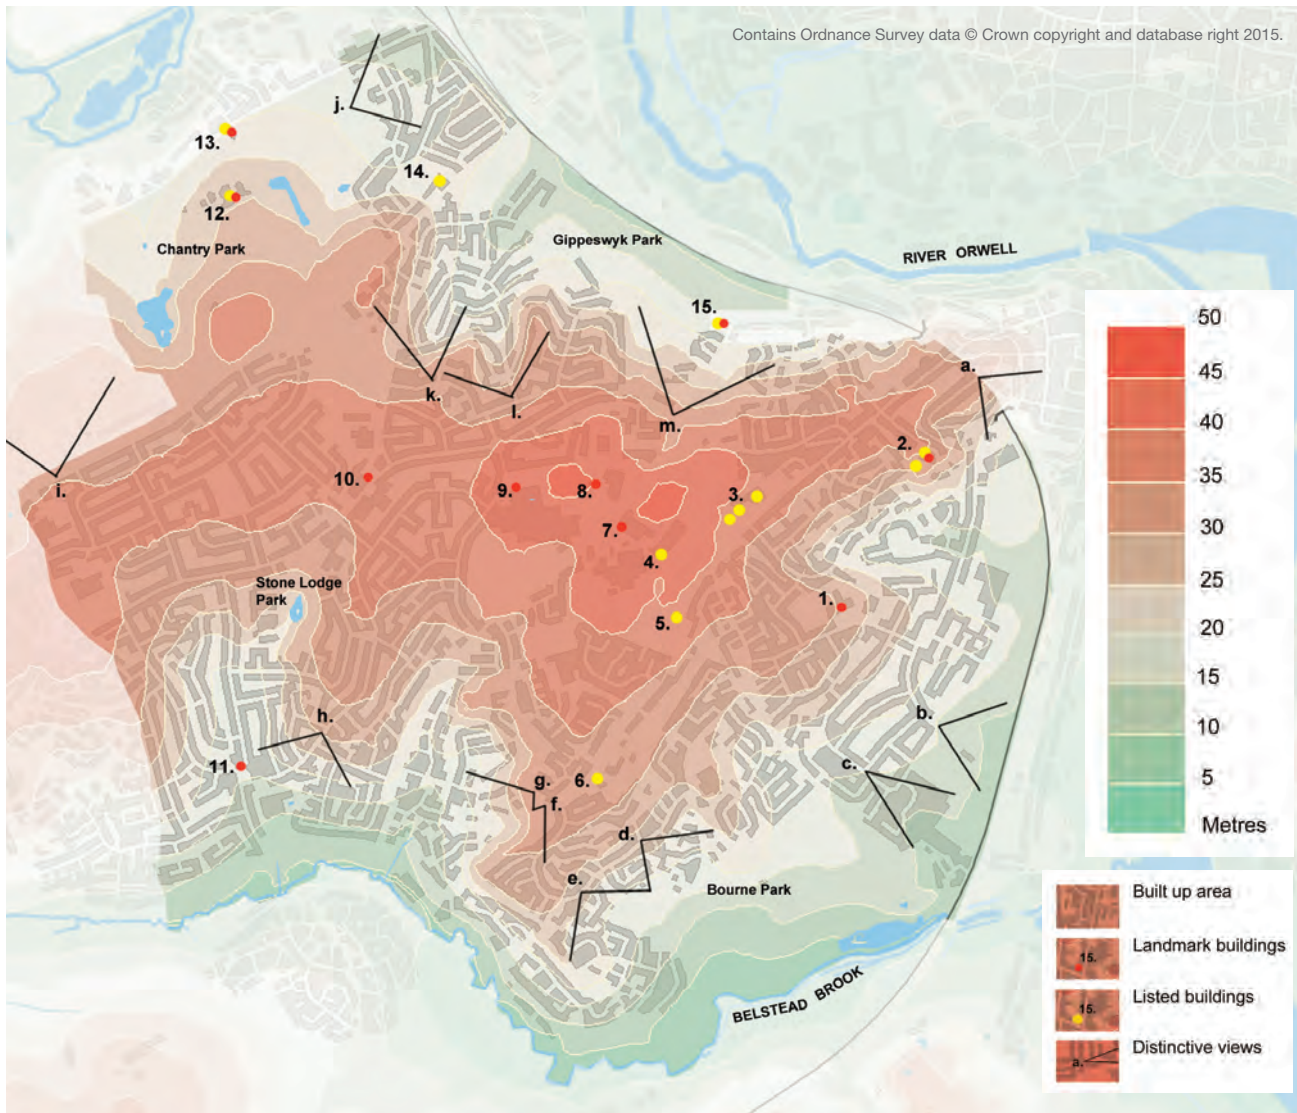 Contains Ordnance Survey data © Crown copyright and database right 2015.
j.
13.
14.
12.
Chantry Park
Gippeswyk Park
RIVER ORWELL
15.
a.
k.
l.
m.
2.
i.
10.
9.
8.
3.
7.
4.
Stone Lodge
Park
1.
5.
h.
b.
11.
c.
g.
6.
f.
d.
e.
Bourne Park
BELSTEAD BROOK
50
45
40
35
30
25
20
15
10
5
Metres
Built up area
15.
Landmark buildings
15.
Listed buildings
a.
Distinctive views